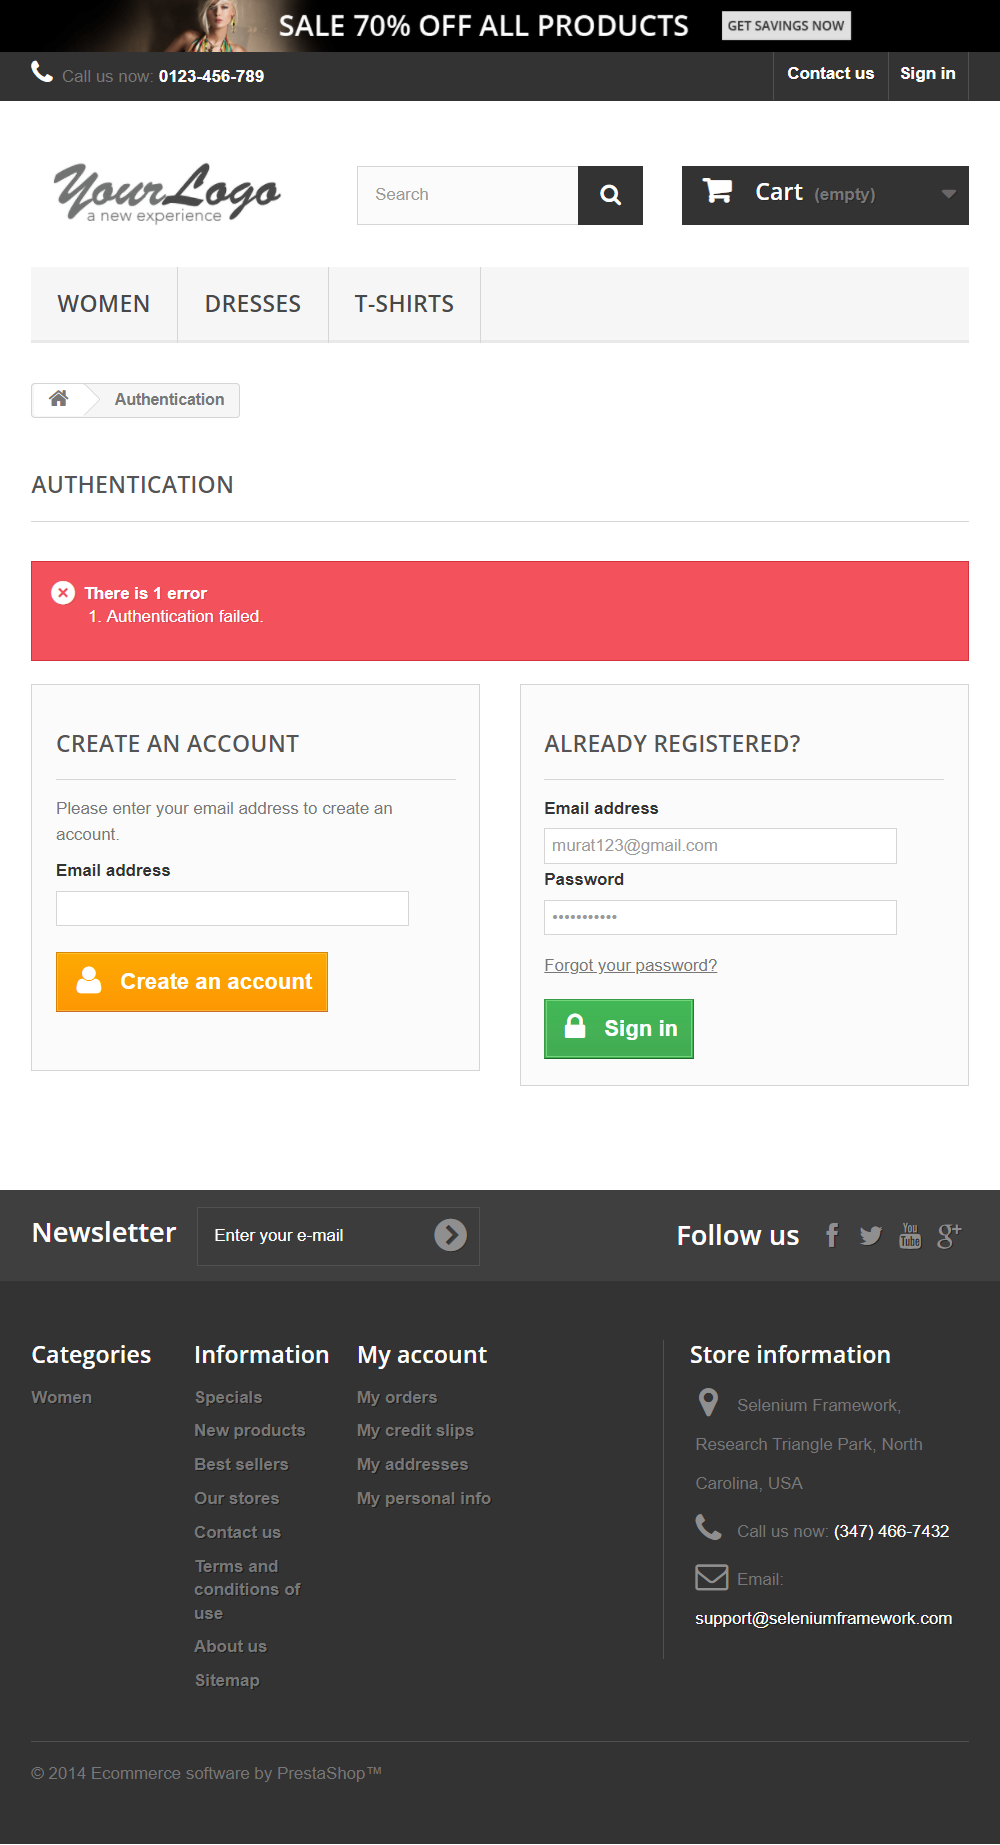 SALE 70% OFF ALL PRODUCTS GET SAVINGS NOW
Call us now: 0123-456-789
Contact us Sign in
YourLogo
a new experience
Search
Cart (empty)
WOMEN DRESSES T-SHIRTS
Authentication
AUTHENTICATION
There is 1 error
1. Authentication failed.
CREATE AN ACCOUNT
Please enter your email address to create an
account.
Email address
Create an account
ALREADY REGISTERED?
Email address
murat123@gmail.com
Password
•••••••••••
Forgot your password?
Sign in
Newsletter
Enter your e-mail
Follow us
You
Tube
g+
Categories
Women
Information
Specials
New products
Best sellers
Our stores
Contact us
Terms and
conditions of
use
About us
Sitemap
My account
My orders
My credit slips
My addresses
My personal info
Store information
Selenium Framework,
Research Triangle Park, North
Carolina, USA
Call us now: (347) 466-7432
Email:
support@seleniumframework.com
© 2014 Ecommerce software by PrestaShop™